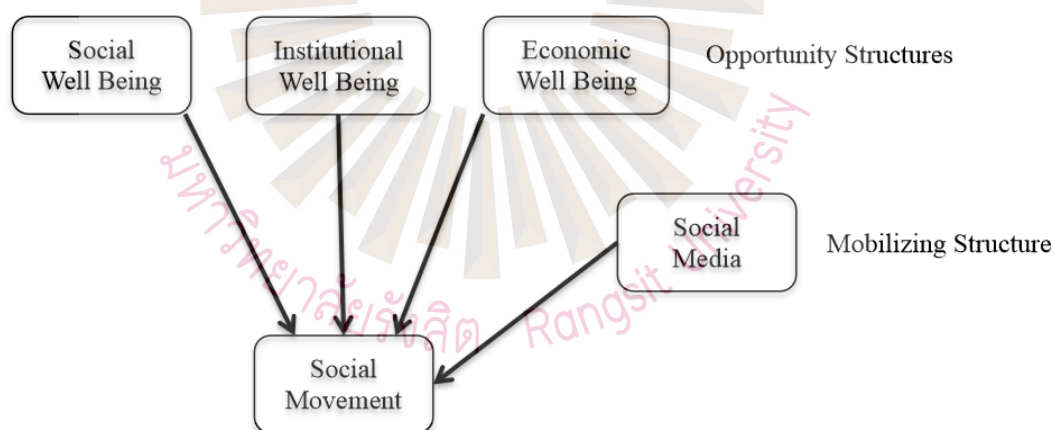 Social
Well Being
Institutional
Well Being
Economic
Well Being
Opportunity Structures
Social
Media
Mobilizing Structure
Social
Movement
มหาวิทยาลัยรังสิต Rangsit University